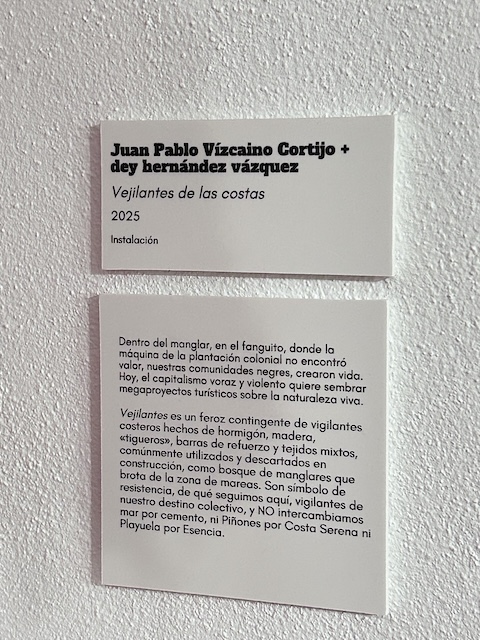 Juan Pablo Vízcaino Cortijo +
dey hernández vázquez
Vejilantes de las costas
2025
Instalación
Dentro del manglar, en el fanguito, donde la
máquina de la plantación colonial no encontró
valor, nuestras comunidades negres, crearon vida.
Hoy, el capitalismo voraz y violento quiere sembrar
megaproyectos turísticos sobre la naturaleza viva.
Vejilantes es un feroz contingente de vigilantes
costeros hechos de hormigón, madera,
«tigueros», barras de refuerzo y tejidos mixtos,
comúnmente utilizados y descartados en
construcción, como bosque de manglares que
brota de la zona de mareas. Son símbolo de
resistencia, de qué seguimos aquí, vigilantes de
nuestro destino colectivo, y NO intercambiamos
mar por cemento, ni Piñones por Costa Serena ni
Playuela por Esencia.